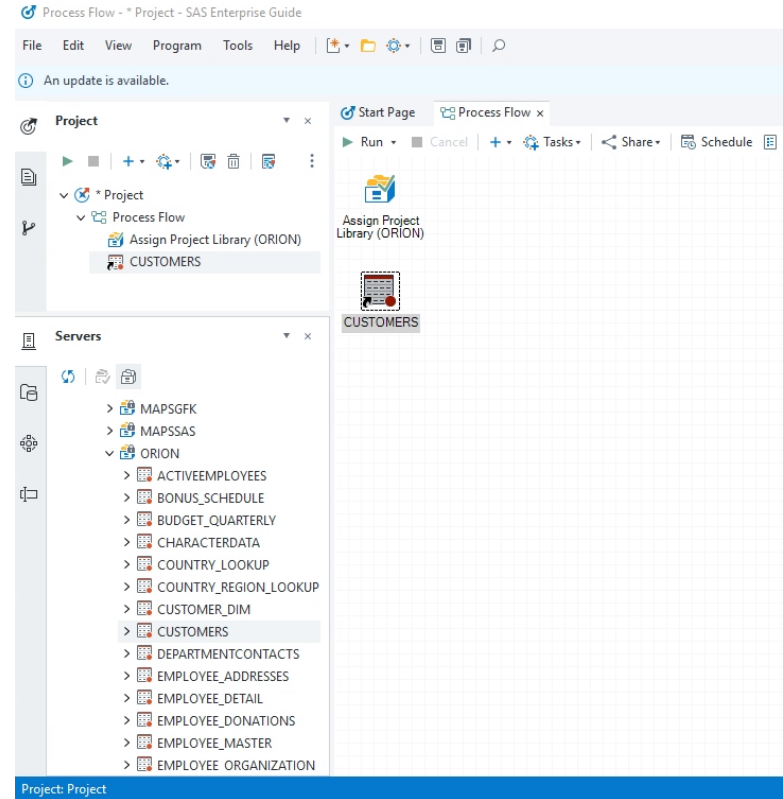 Process Flow - * Project - SAS Enterprise Guide
File Edit View Program Tools Help
An update is available.
Project
* Project
Process Flow
Assign Project Library (ORION)
CUSTOMERS
Servers
MAPSGFK
MAPSSAS
ORION
ACTIVEEMPLOYEES
BONUS_SCHEDULE
BUDGET_QUARTERLY
CHARACTERDATA
COUNTRY_LOOKUP
COUNTRY_REGION_LOOKUP
CUSTOMER_DIM
CUSTOMERS
DEPARTMENTCONTACTS
EMPLOYEE_ADDRESSES
EMPLOYEE_DETAIL
EMPLOYEE_DONATIONS
EMPLOYEE_MASTER
EMPLOYEE_ORGANIZATION
Start Page Process Flow
Run Cancel Tasks Share Schedule
Assign Project
Library (ORION)
CUSTOMERS
Project: Project